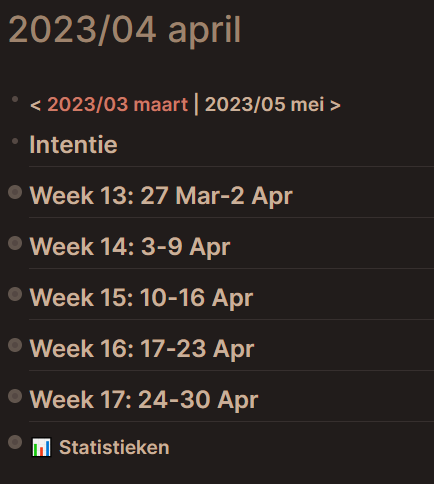 2023/04 april
< 2023/03 maart | 2023/05 mei >
Intentie
Week 13: 27 Mar-2 Apr
Week 14: 3-9 Apr
Week 15: 10-16 Apr
Week 16: 17-23 Apr
Week 17: 24-30 Apr
📊 Statistieken